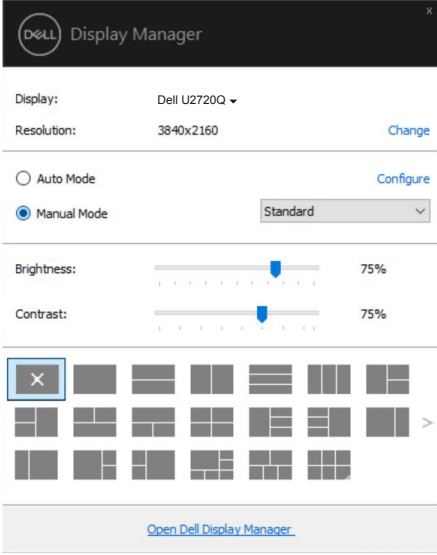 x
DELL Display Manager
Display: Dell U2720Q
Resolution: 3840x2160 Change
Auto Mode Configure
Manual Mode Standard
Brightness: 75%
Contrast: 75%
Open Dell Display Manager